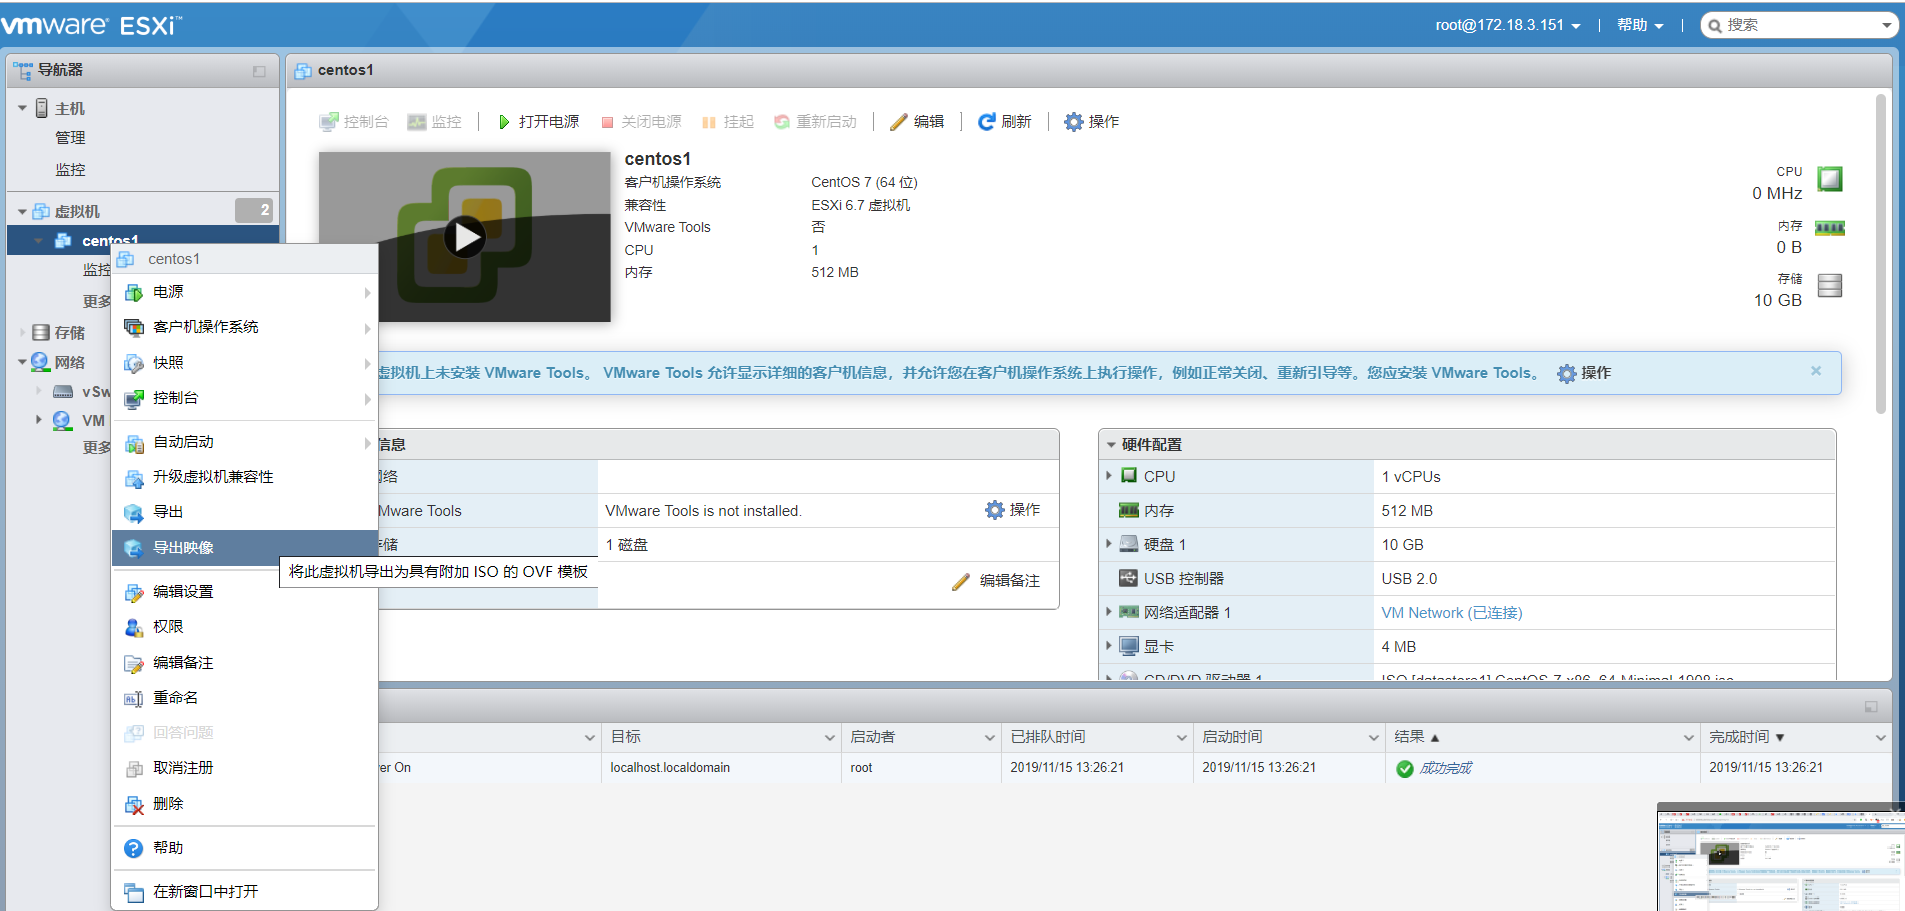 vmware® ESXi™
root@172.18.3.151
|
帮助
|
搜索
导航器
主机
管理
监控
虚拟机
2
centos1
监控
更多
存储
网络
vSw
VM
更多
centos1
电源
客户机操作系统
快照
控制台
自动启动
升级虚拟机兼容性
导出
导出映像
将此虚拟机导出为具有附加 ISO 的 OVF 模板
编辑设置
权限
编辑备注
重命名
回答问题
取消注册
删除
帮助
在新窗口中打开
centos1
控制台 监控 | 打开电源 关闭电源 挂起 重新启动 | 编辑 | 刷新 | 操作
centos1
客户机操作系统 CentOS 7 (64 位)
兼容性 ESXi 6.7 虚拟机
VMware Tools 否
CPU 1
内存 512 MB
CPU
0 MHz
内存
0 B
存储
10 GB
虚拟机上未安装 VMware Tools。 VMware Tools 允许显示详细的客户机信息，并允许您在客户机操作系统上执行操作，例如正常关闭、重新引导等。您应安装 VMware Tools。 操作
信息
网络
Mware Tools VMware Tools is not installed. 操作
存储 1 磁盘
编辑备注
硬件配置
CPU 1 vCPUs
内存 512 MB
硬盘 1 10 GB
USB 控制器 USB 2.0
网络适配器 1 VM Network (已连接)
显卡 4 MB
CD/DVD 驱动器 1 ISO [datastore1] CentOS-7-x86_64-Minimal-1908.iso
目标 启动者 已排队时间 启动时间 结果 ▲ 完成时间 ▼
er On localhost.localdomain root 2019/11/15 13:26:21 2019/11/15 13:26:21 成功完成 2019/11/15 13:26:21